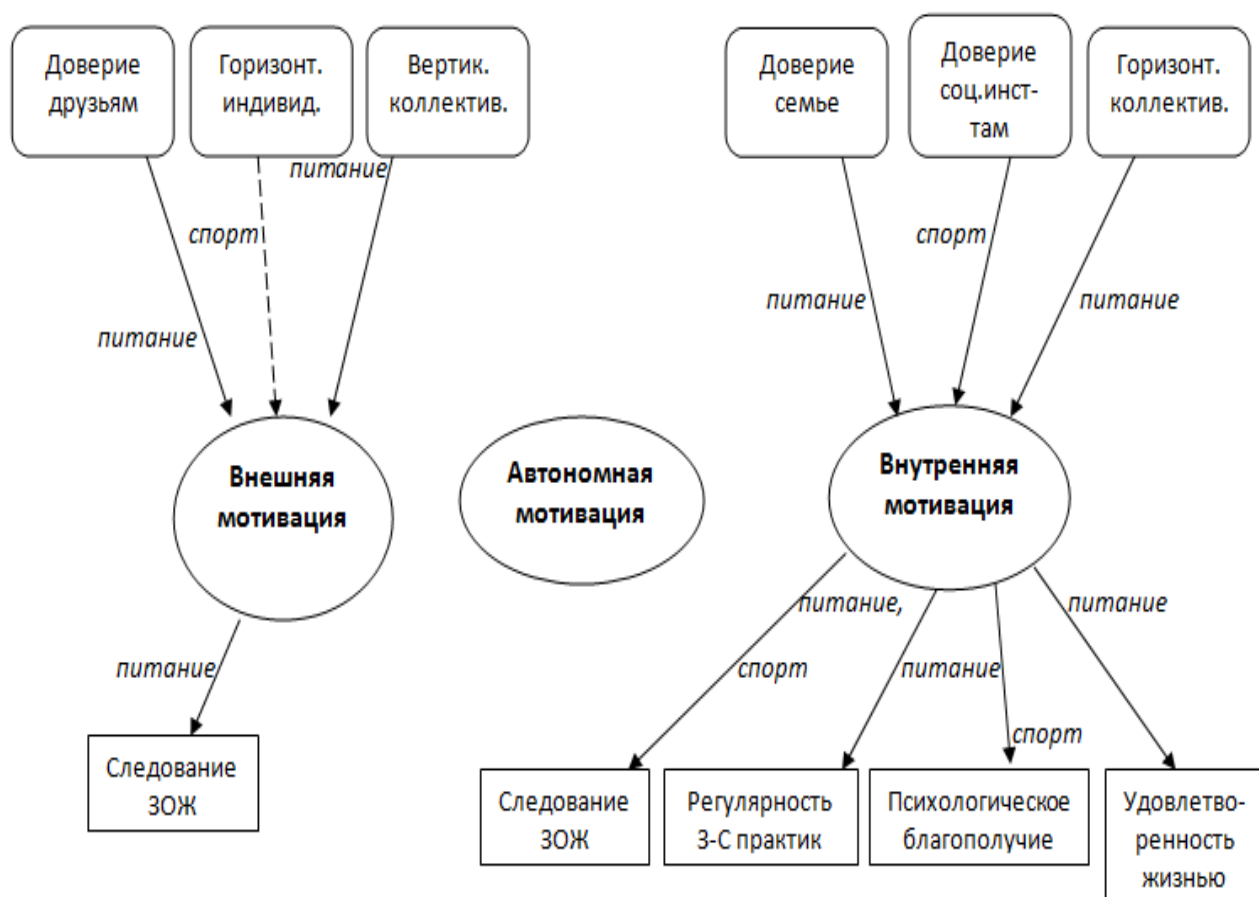 Доверие
друзьям
Горизонт.
индивид.
Вертик.
коллектив.
Доверие
семье
Доверие
соц.инст-
там
Горизонт.
коллектив.
питание
спорт
питание
спорт
питание
питание
Внешняя
мотивация
Автономная
мотивация
Внутренняя
мотивация
питание
питание,
спорт
питание
спорт
питание
Следование
ЗОЖ
Следование
ЗОЖ
Регулярность
З-С практик
Психологическое
благополучие
Удовлетво-
ренность
жизнью